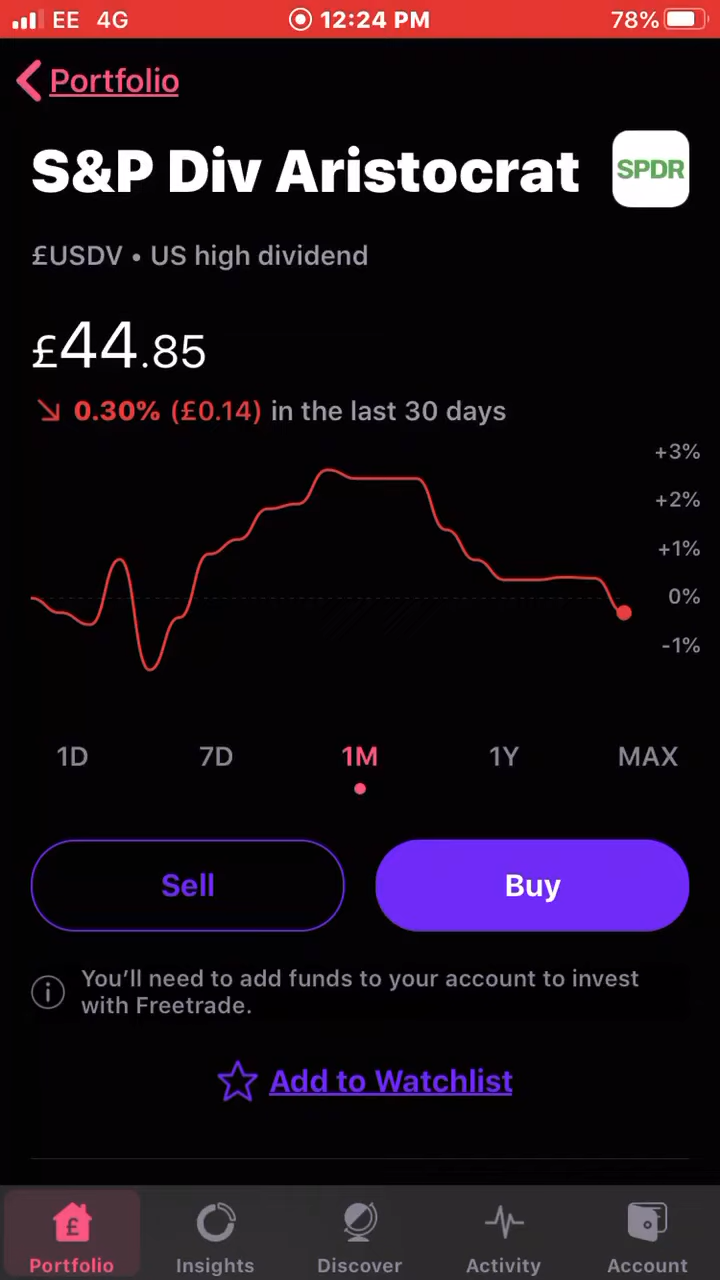 EE 4G 12:24 PM 78%
Portfolio
S&P Div Aristocrat SPDR
£USDV • US high dividend
£44.85
0.30% (£0.14) in the last 30 days
+3%
+2%
+1%
0%
-1%
1D 7D 1M 1Y MAX
Sell Buy
You'll need to add funds to your account to invest
with Freetrade.
Add to Watchlist
£
Portfolio Insights Discover Activity Account